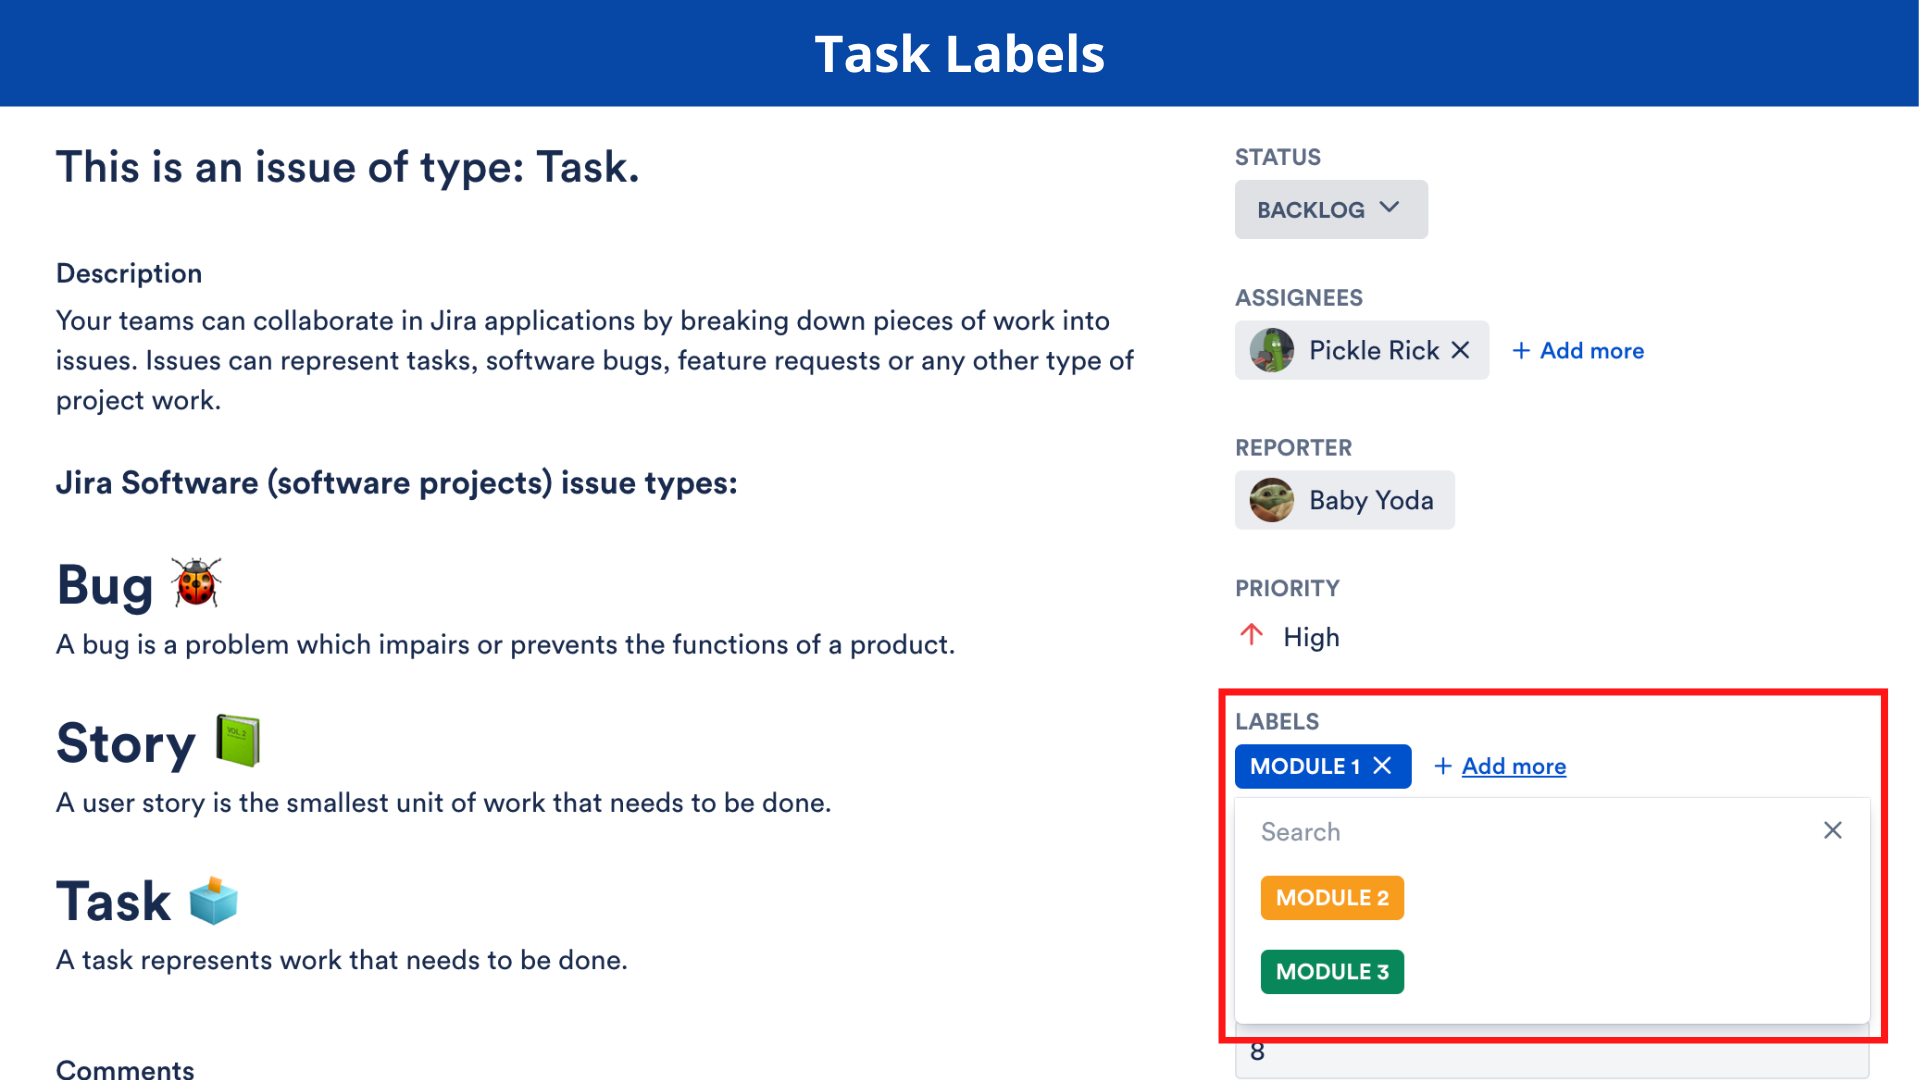 Task Labels
This is an issue of type: Task.
Description
Your teams can collaborate in Jira applications by breaking down pieces of work into
issues. Issues can represent tasks, software bugs, feature requests or any other type of
project work.
Jira Software (software projects) issue types:
Bug
A bug is a problem which impairs or prevents the functions of a product.
Story
VOL. 2
A user story is the smallest unit of work that needs to be done.
Task
A task represents work that needs to be done.
Comments
STATUS
BACKLOG
ASSIGNEES
Pickle Rick
+ Add more
REPORTER
Baby Yoda
PRIORITY
High
LABELS
MODULE 1
+ Add more
Search
MODULE 2
MODULE 3
8